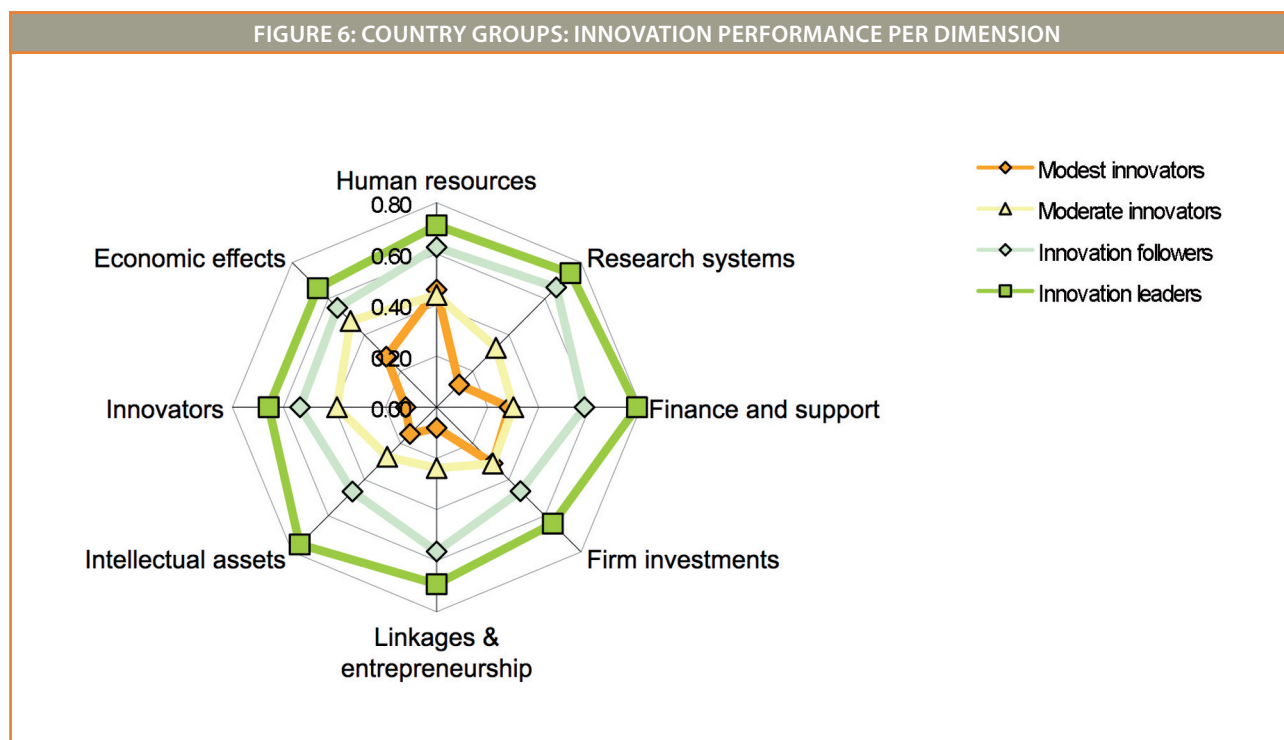 FIGURE 6: COUNTRY GROUPS: INNOVATION PERFORMANCE PER DIMENSION
Human resources
0.80
0.60
0.40
0.20
0.00
Research systems
Finance and support
Firm investments
Linkages &
entrepreneurship
Intellectual assets
Innovators
Economic effects
Modest innovators
Moderate innovators
Innovation followers
Innovation leaders